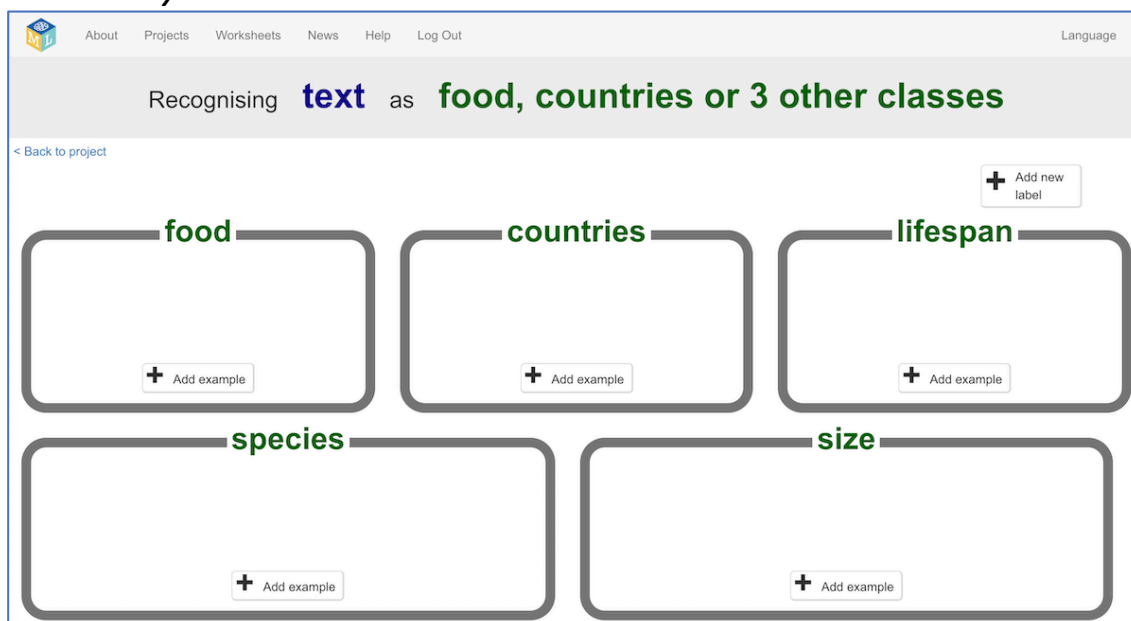 ML
About Projects Worksheets News Help Log Out Language
Recognising text as food, countries or 3 other classes
< Back to project
Add new
label
food countries lifespan
Add example Add example Add example
species size
Add example Add example